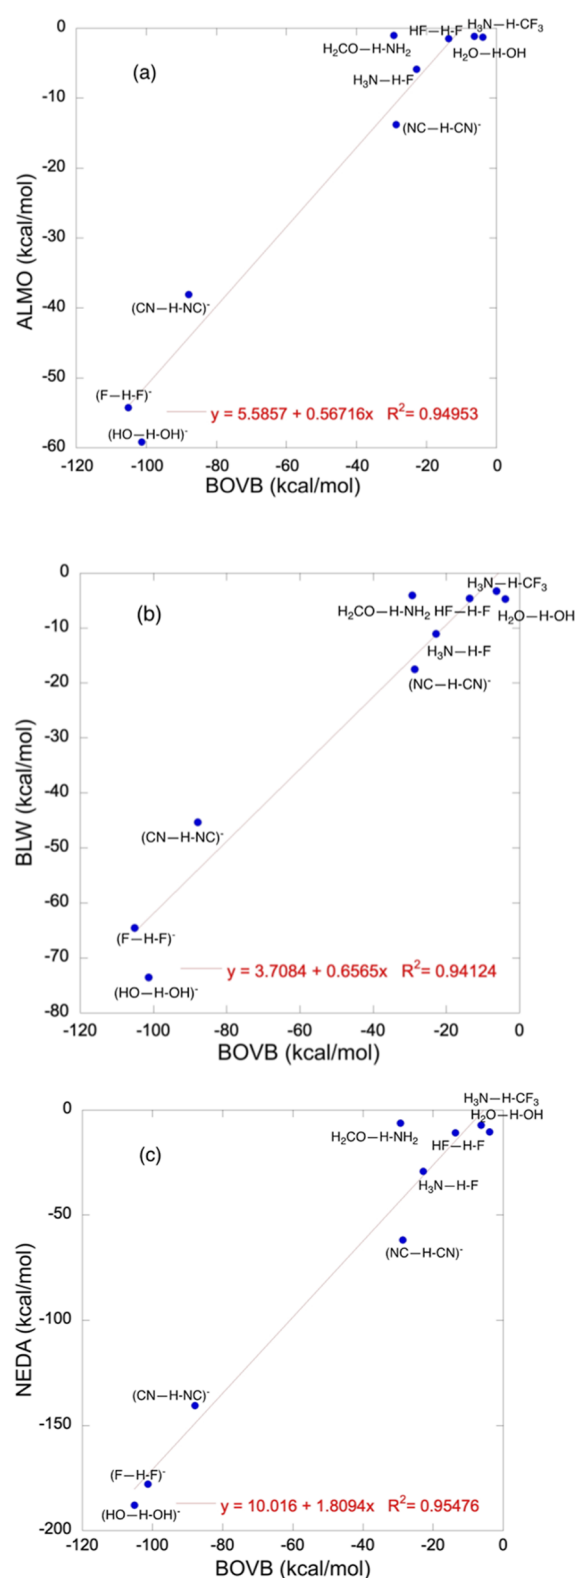 (a)
0
-10
-20
-30
-40
-50
-60
ALMO (kcal/mol)
H₂CO—H-NH₂
HF—H-F
H₃N—H-CF₃
H₂O—H-OH
H₃N—H-F
(NC—H-CN)⁻
(CN—H-NC)⁻
(F—H-F)⁻
(HO—H-OH)⁻
y = 5.5857 + 0.56716x R²= 0.94953
-120 -100 -80 -60 -40 -20 0
BOVB (kcal/mol)
(b)
0
-10
-20
-30
-40
-50
-60
-70
-80
BLW (kcal/mol)
H₃N—H-CF₃
H₂CO—H-NH₂ HF—H-F
H₂O—H-OH
H₃N—H-F
(NC—H-CN)⁻
(CN—H-NC)⁻
(F—H-F)⁻
(HO—H-OH)⁻
y = 3.7084 + 0.6565x R²= 0.94124
-120 -100 -80 -60 -40 -20 0
BOVB (kcal/mol)
(c)
0
-50
-100
-150
-200
NEDA (kcal/mol)
H₃N—H-CF₃
H₂O—H-OH
H₂CO—H-NH₂
HF—H-F
H₃N—H-F
(NC—H-CN)⁻
(CN—H-NC)⁻
(F—H-F)⁻
(HO—H-OH)⁻
y = 10.016 + 1.8094x R²= 0.95476
-120 -100 -80 -60 -40 -20 0
BOVB (kcal/mol)